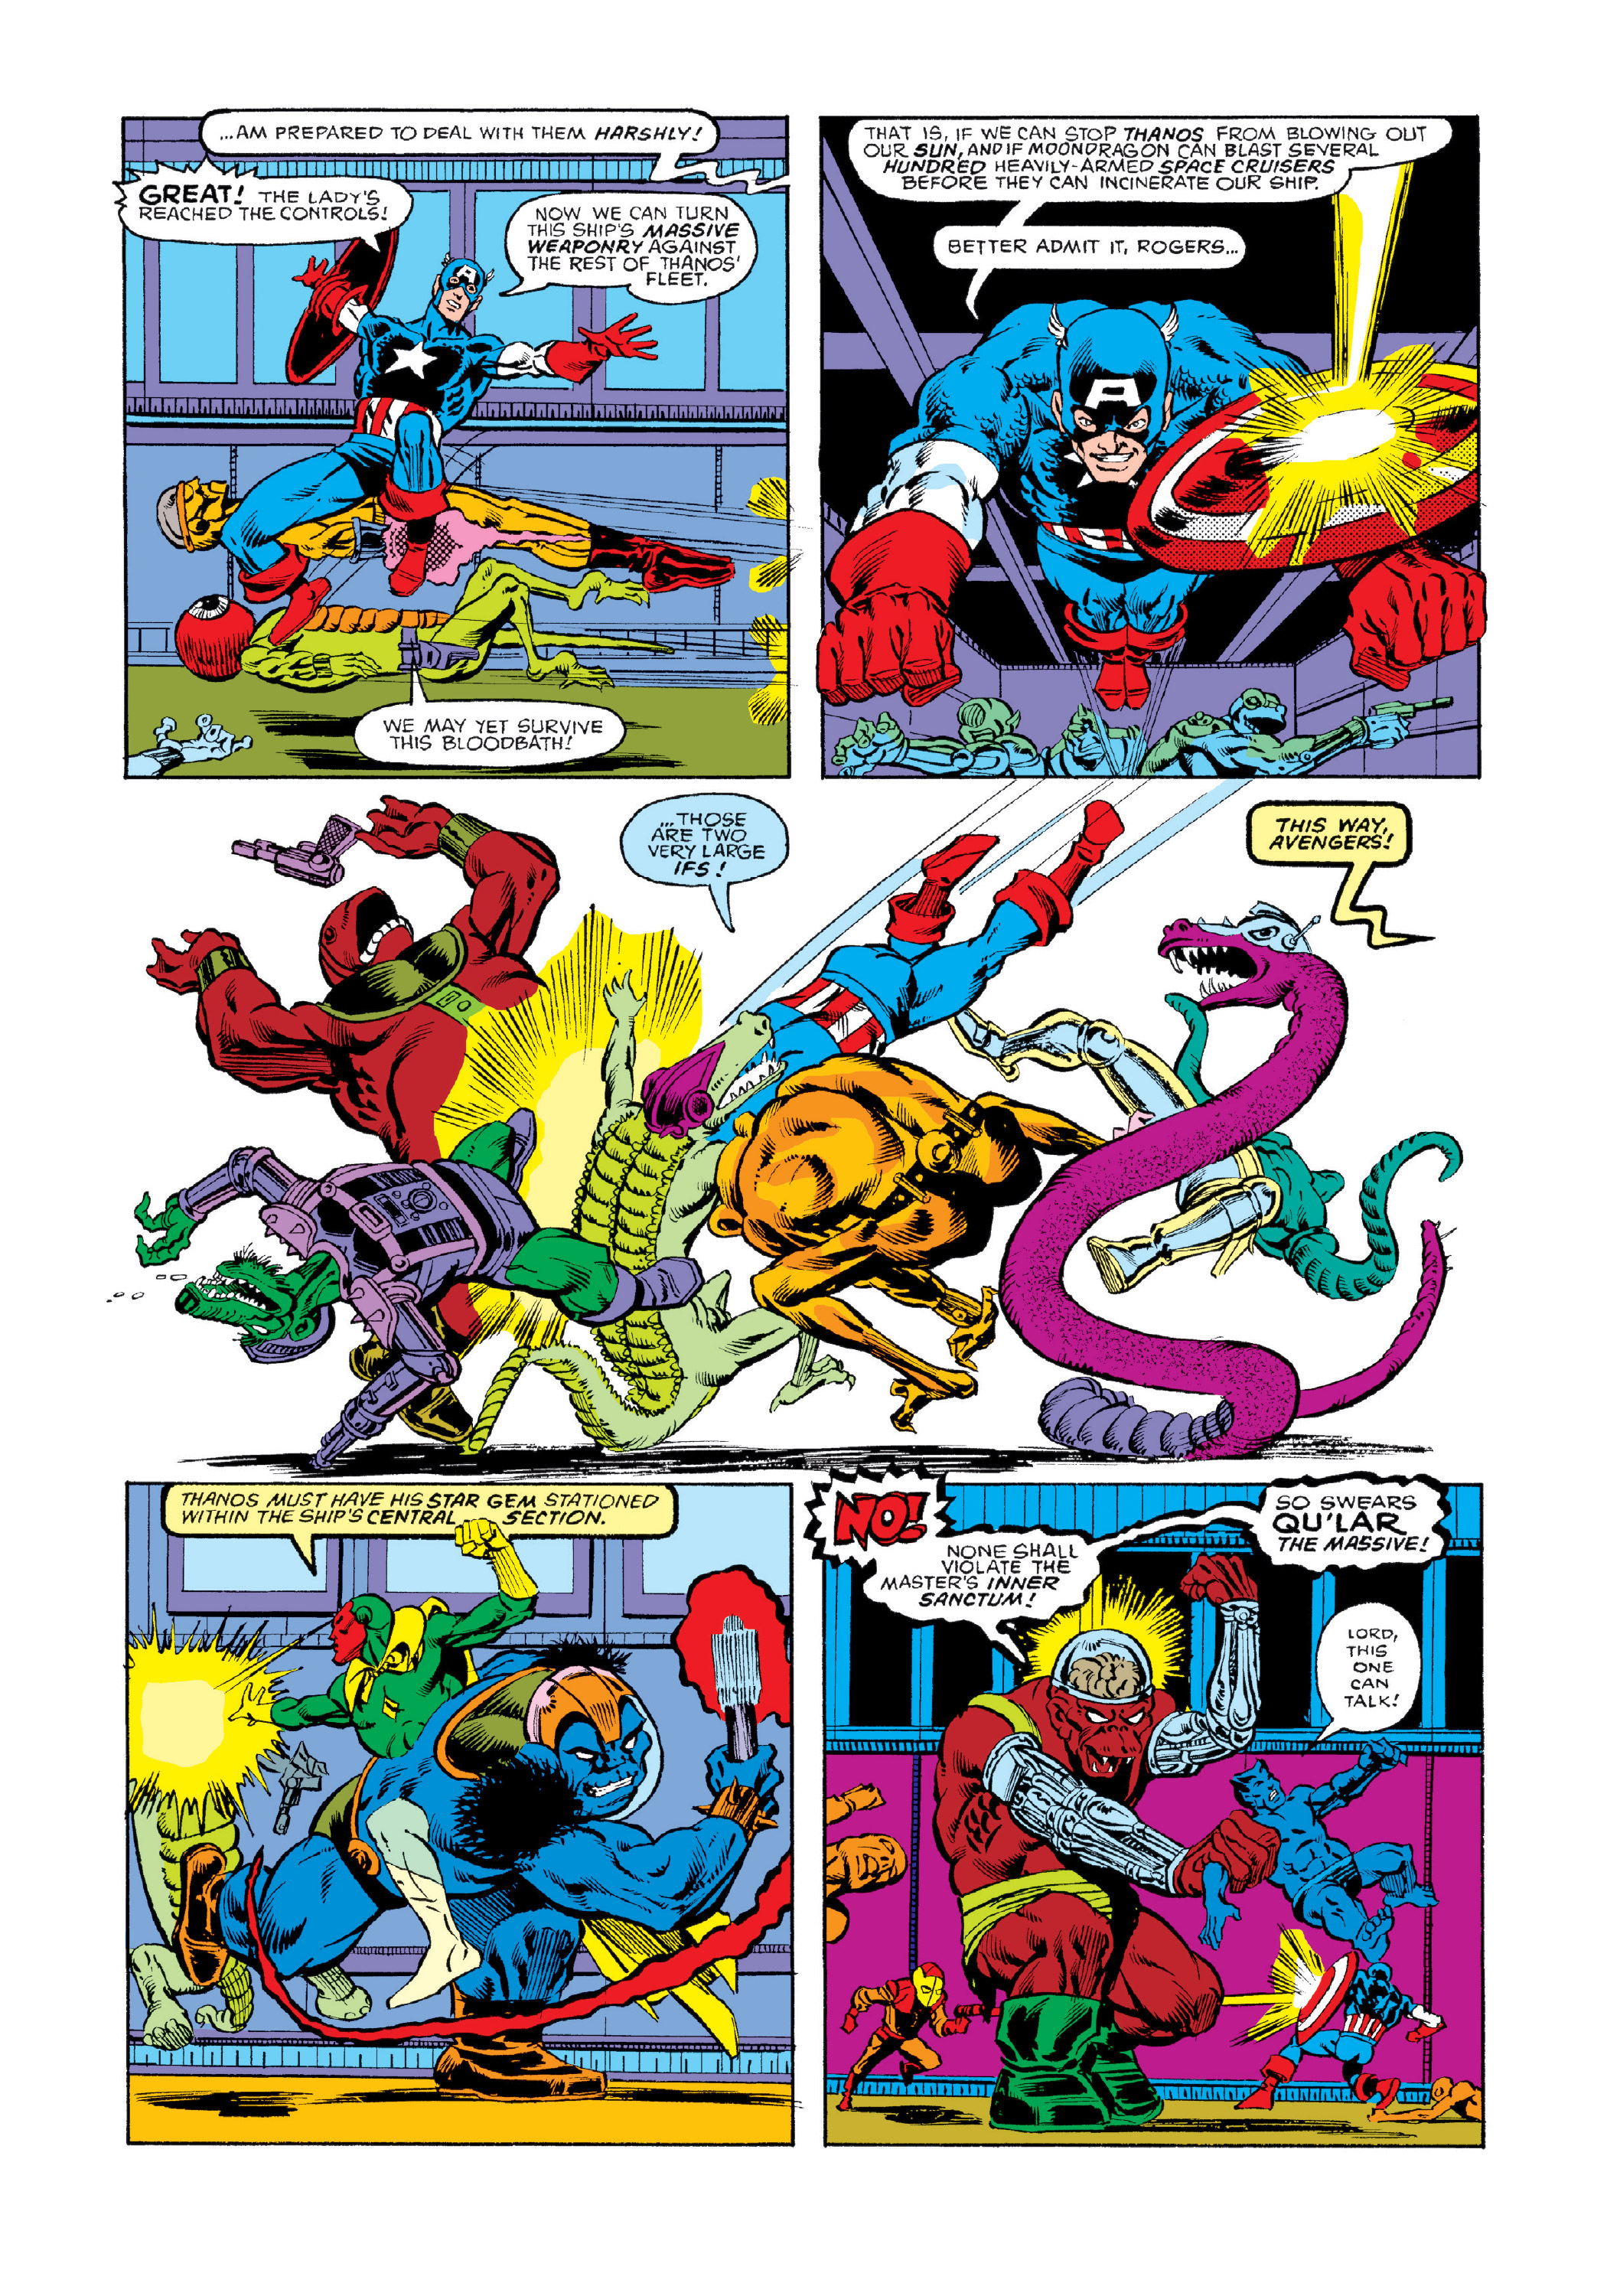 ...AM PREPARED TO DEAL WITH THEM HARSHLY!
GREAT! THE LADY'S
REACHED THE CONTROLS!
NOW WE CAN TURN
THIS SHIP'S MASSIVE
WEAPONRY AGAINST
THE REST OF THANOS'
FLEET.
WE MAY YET SURVIVE
THIS BLOODBATH!
THAT IS, IF WE CAN STOP THANOS FROM BLOWING OUT
OUR SUN, AND IF MOONDRAGON CAN BLAST SEVERAL
HUNDRED HEAVILY-ARMED SPACE CRUISERS
BEFORE THEY CAN INCINERATE OUR SHIP.
BETTER ADMIT IT, ROGERS...
...THOSE
ARE TWO
VERY LARGE
IFS!
THIS WAY,
AVENGERS!
THANOS MUST HAVE HIS STAR GEM STATIONED
WITHIN THE SHIP'S CENTRAL SECTION.
NO!
NONE SHALL
VIOLATE THE
MASTER'S INNER
SANCTUM!
SO SWEARS
QU'LAR
THE MASSIVE!
LORD,
THIS
ONE
CAN
TALK!